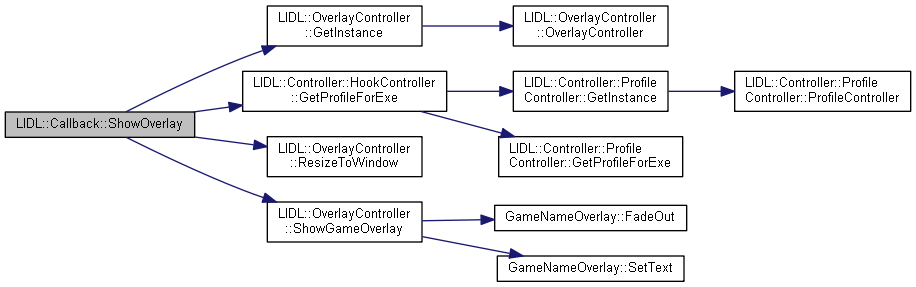 LIDL::Callback::ShowOverlay
LIDL::OverlayController
::GetInstance
LIDL::OverlayController
::OverlayController
LIDL::Controller::HookController
::GetProfileForExe
LIDL::Controller::Profile
Controller::GetInstance
LIDL::Controller::Profile
Controller::ProfileController
LIDL::Controller::Profile
Controller::GetProfileForExe
LIDL::OverlayController
::ResizeToWindow
LIDL::OverlayController
::ShowGameOverlay
GameNameOverlay::FadeOut
GameNameOverlay::SetText